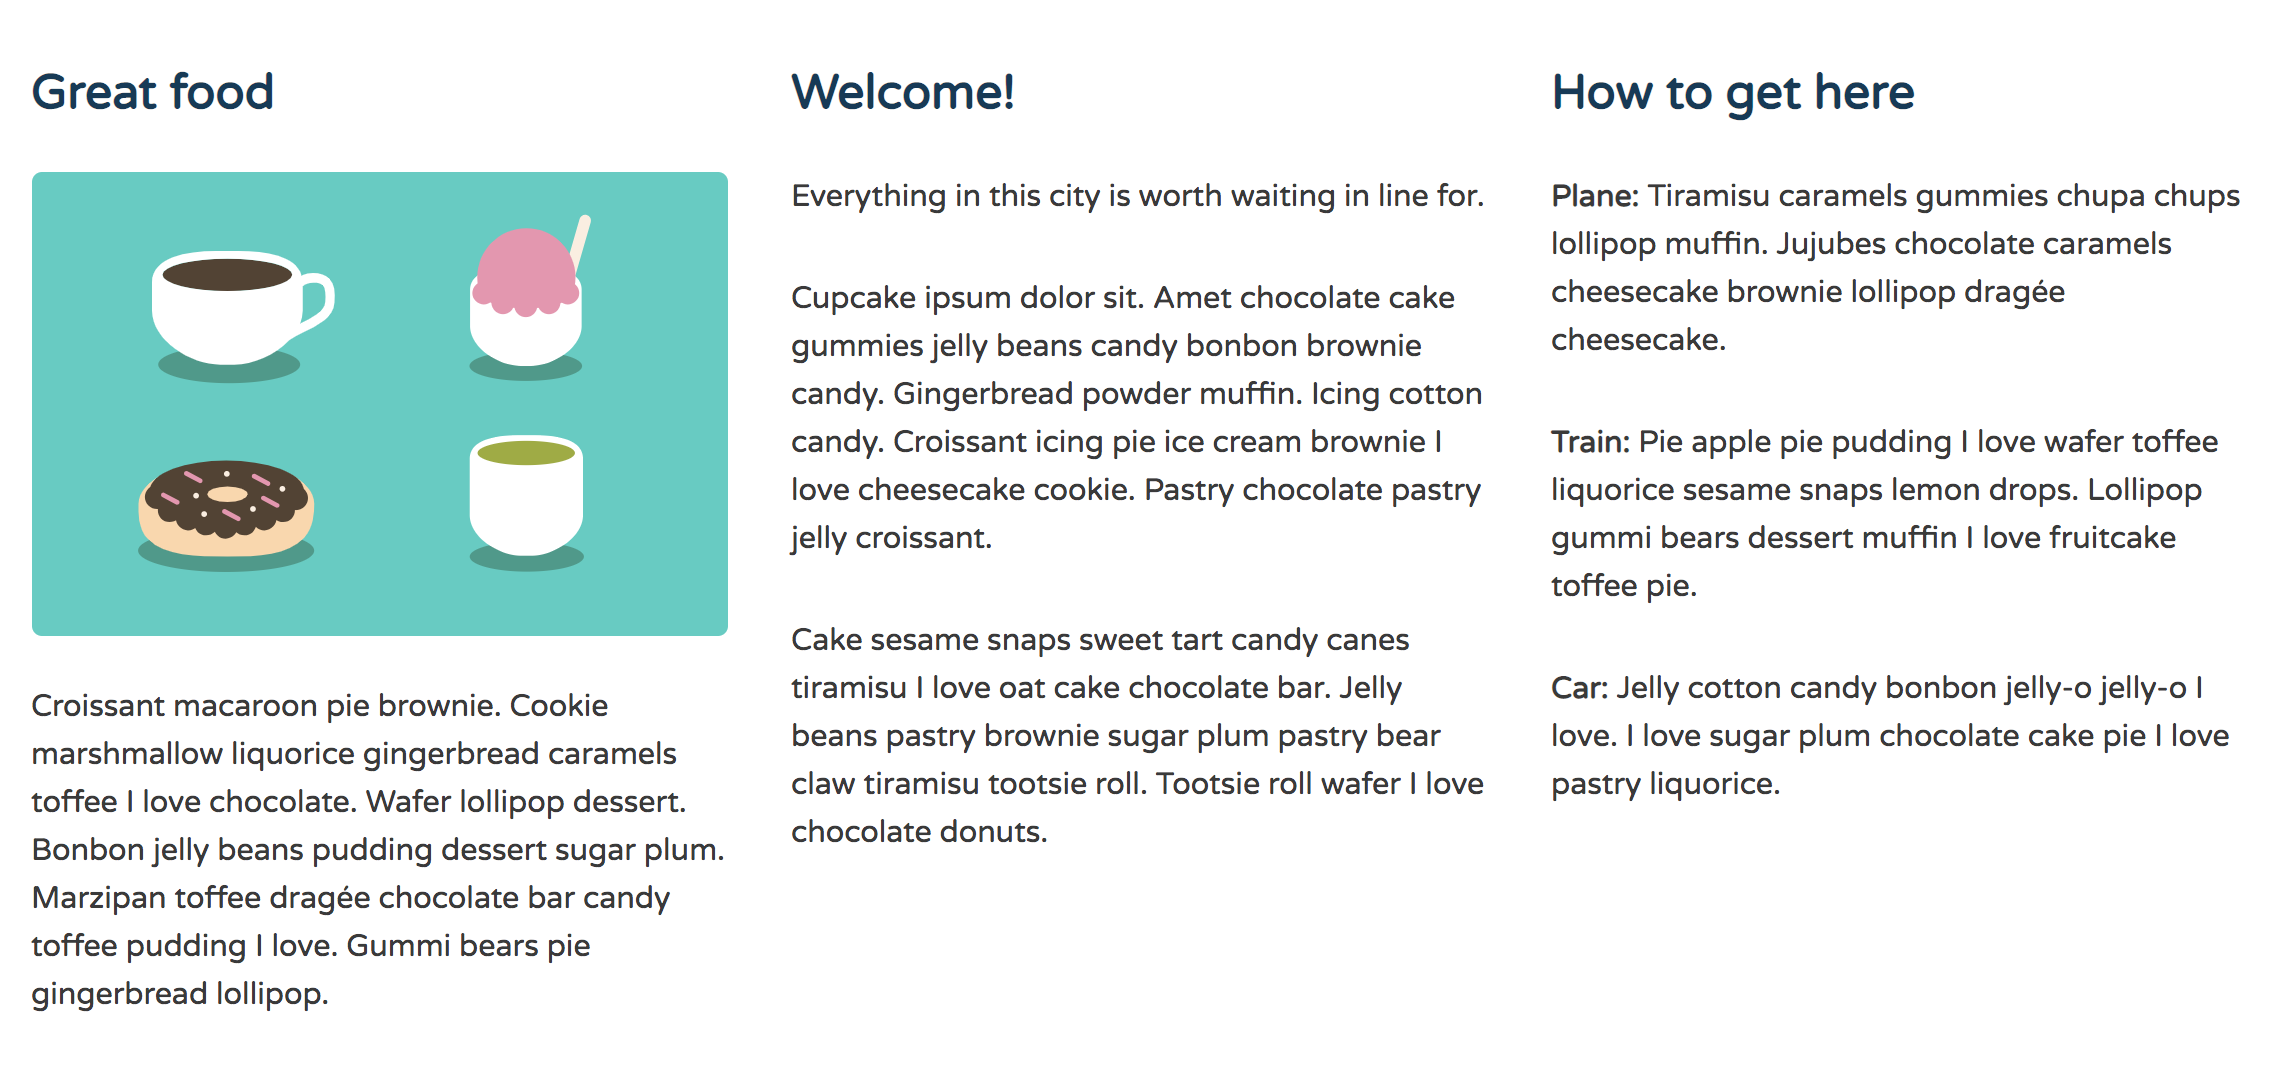 Great food
Croissant macaroon pie brownie. Cookie
marshmallow liquorice gingerbread caramels
toffee I love chocolate. Wafer lollipop dessert.
Bonbon jelly beans pudding dessert sugar plum.
Marzipan toffee dragée chocolate bar candy
toffee pudding I love. Gummi bears pie
gingerbread lollipop.
Welcome!
Everything in this city is worth waiting in line for.
Cupcake ipsum dolor sit. Amet chocolate cake
gummies jelly beans candy bonbon brownie
candy. Gingerbread powder muffin. Icing cotton
candy. Croissant icing pie ice cream brownie I
love cheesecake cookie. Pastry chocolate pastry
jelly croissant.
Cake sesame snaps sweet tart candy canes
tiramisu I love oat cake chocolate bar. Jelly
beans pastry brownie sugar plum pastry bear
claw tiramisu tootsie roll. Tootsie roll wafer I love
chocolate donuts.
How to get here
Plane: Tiramisu caramels gummies chupa chups
lollipop muffin. Jujubes chocolate caramels
cheesecake brownie lollipop dragée
cheesecake.
Train: Pie apple pie pudding I love wafer toffee
liquorice sesame snaps lemon drops. Lollipop
gummi bears dessert muffin I love fruitcake
toffee pie.
Car: Jelly cotton candy bonbon jelly-o jelly-o I
love. I love sugar plum chocolate cake pie I love
pastry liquorice.